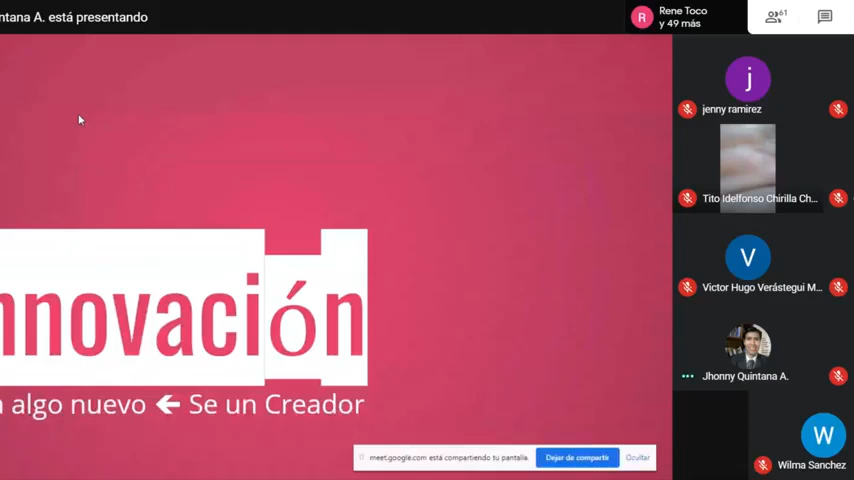 ntana A. está presentando
R
Rene Toco
y 49 más
61
j
jenny ramirez
Tito Idelfonso Chirilla Ch...
V
Victor Hugo Verástegui M...
Jhonny Quintana A.
W
Wilma Sanchez
nnovación
algo nuevo ← Se un Creador
meet.google.com está compartiendo tu pantalla.
Dejar de compartir
Ocultar